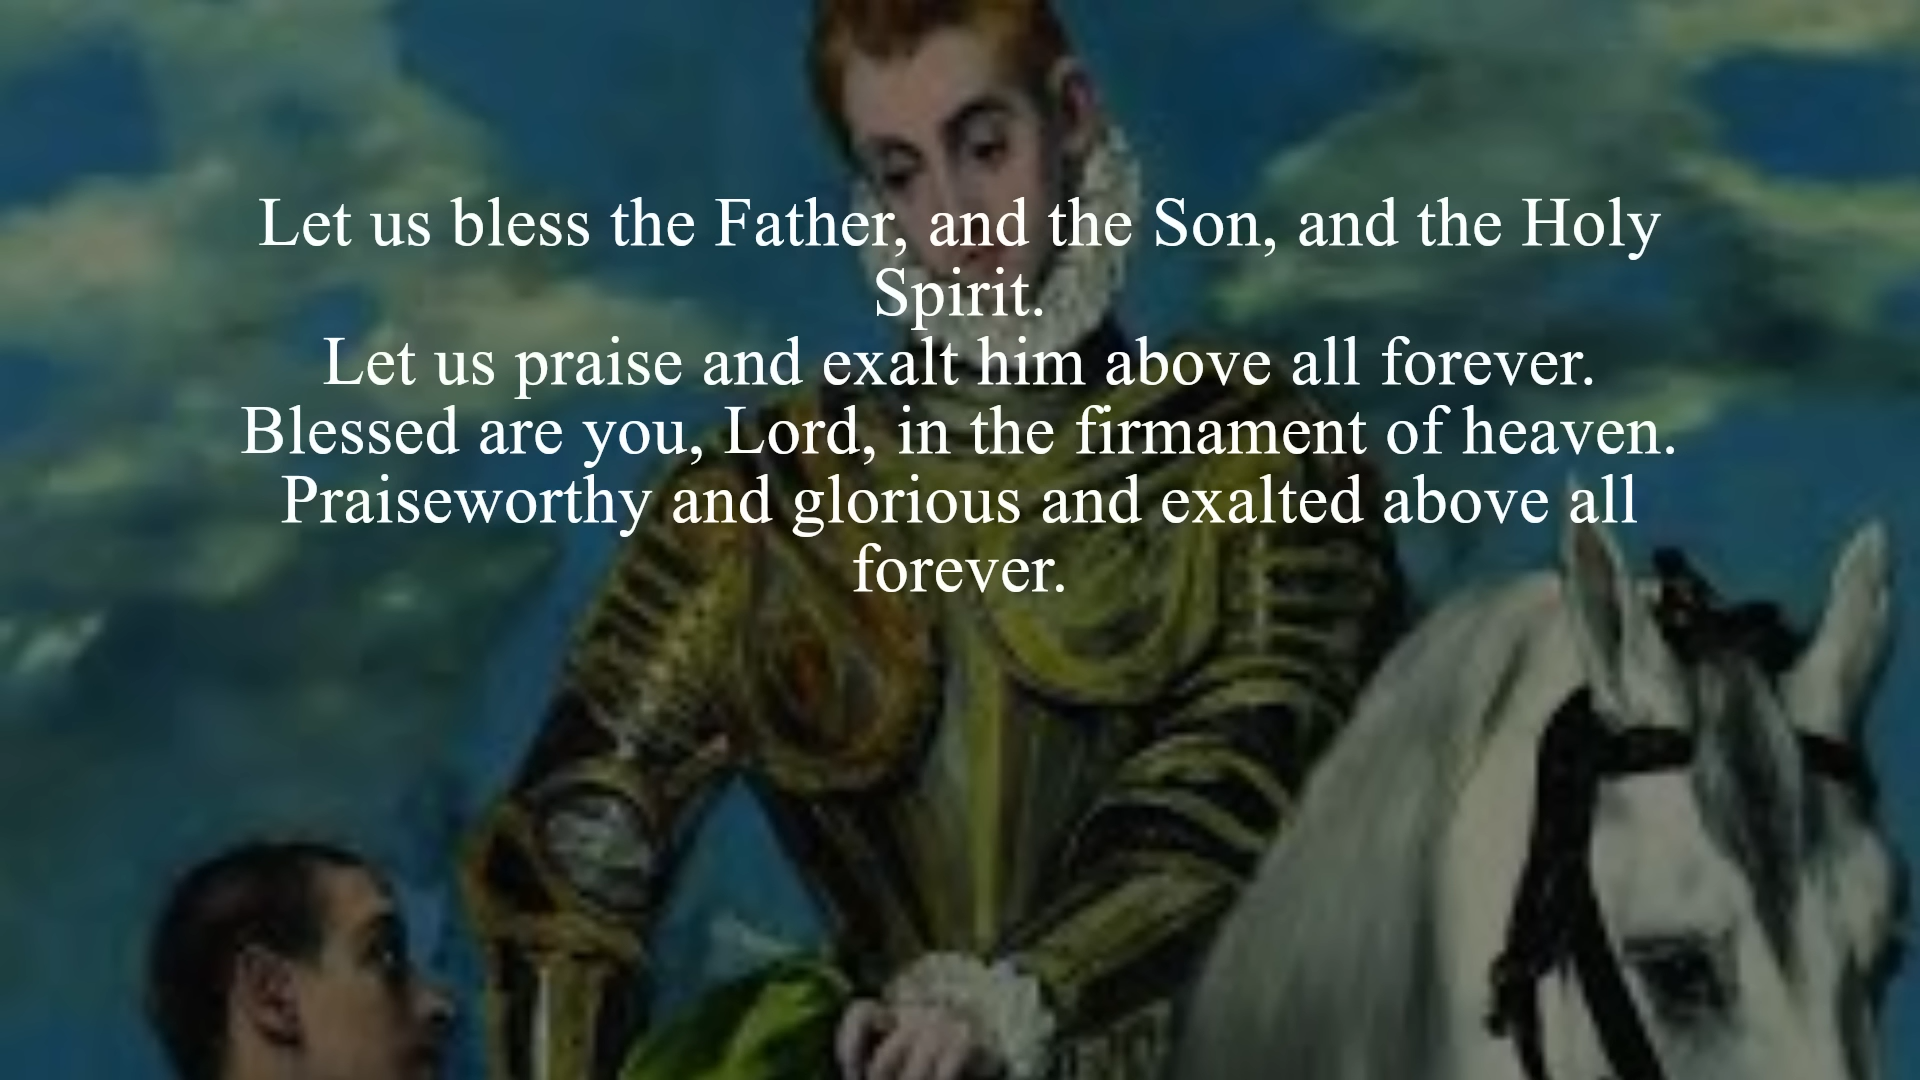 Let us bless the Father, and the Son, and the Holy
Spirit.
Let us praise and exalt him above all forever.
Blessed are you, Lord, in the firmament of heaven.
Praiseworthy and glorious and exalted above all
forever.